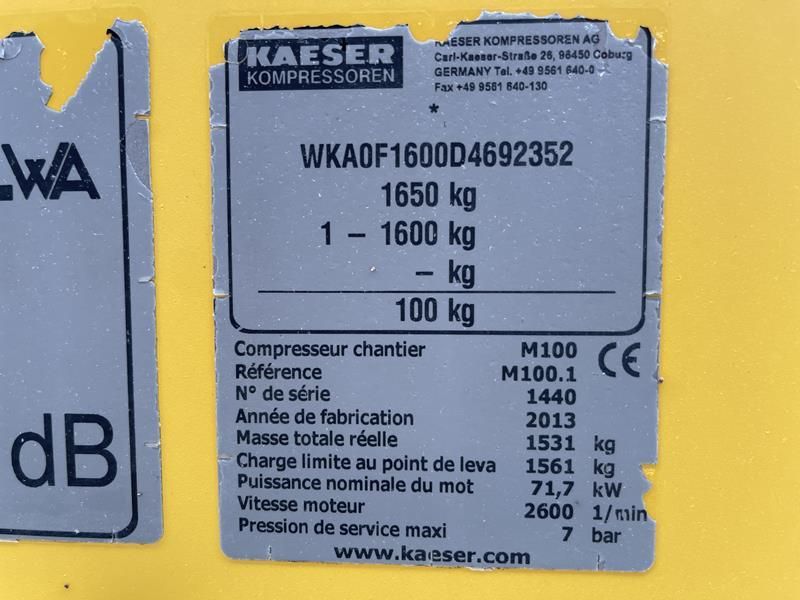 LWA
dB
KAESER
KOMPRESSOREN
KAESER KOMPRESSOREN AG
Carl-Kaeser-Straße 26, 96450 Coburg
GERMANY Tel. +49 9561 640-0
Fax +49 9561 640-130
*
WKA0F1600D4692352
1650 kg
1 – 1600 kg
– kg
100 kg
Compresseur chantier M100 CE
Référence M100.1
N° de série 1440
Année de fabrication 2013
Masse totale réelle 1531 kg
Charge limite au point de leva 1561 kg
Puissance nominale du mot 71,7 kW
Vitesse moteur 2600 1/min
Pression de service maxi 7 bar
www.kaeser.com